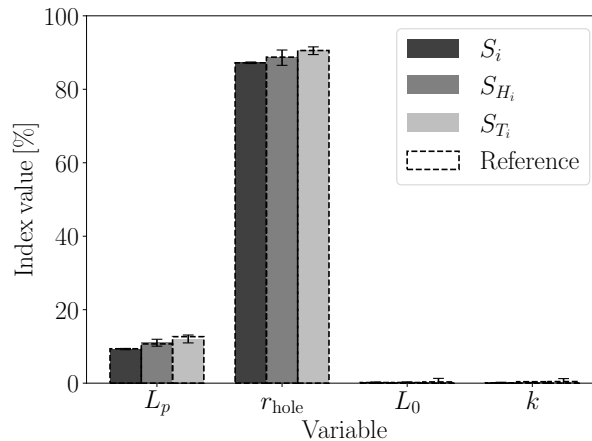 100
80
60
40
20
0
Index value [%]
S_i
S_{H_i}
S_{T_i}
Reference
L_p
r_hole
L_0
k
Variable